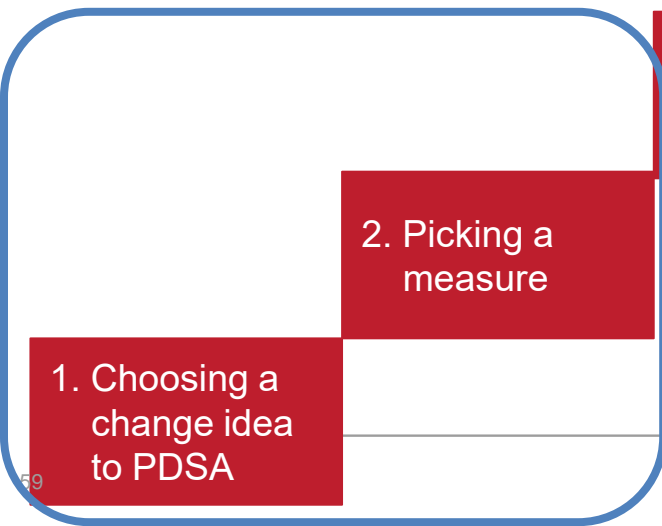 2. Picking a
measure
1. Choosing a
change idea
to PDSA
59